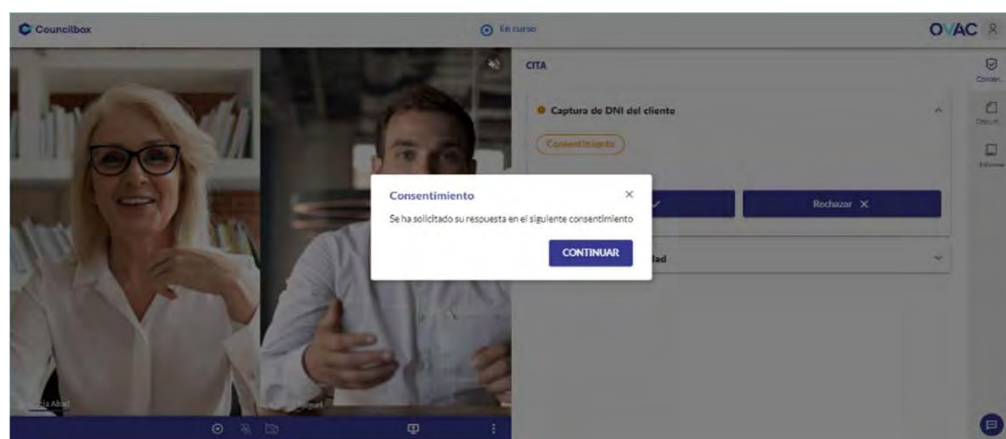 Councilbox
En curso
OVAC
CITA
Captura de DNI del cliente
Consentimiento
Rechazar
Consentimiento
Se ha solicitado su respuesta en el siguiente consentimiento
CONTINUAR
Abad